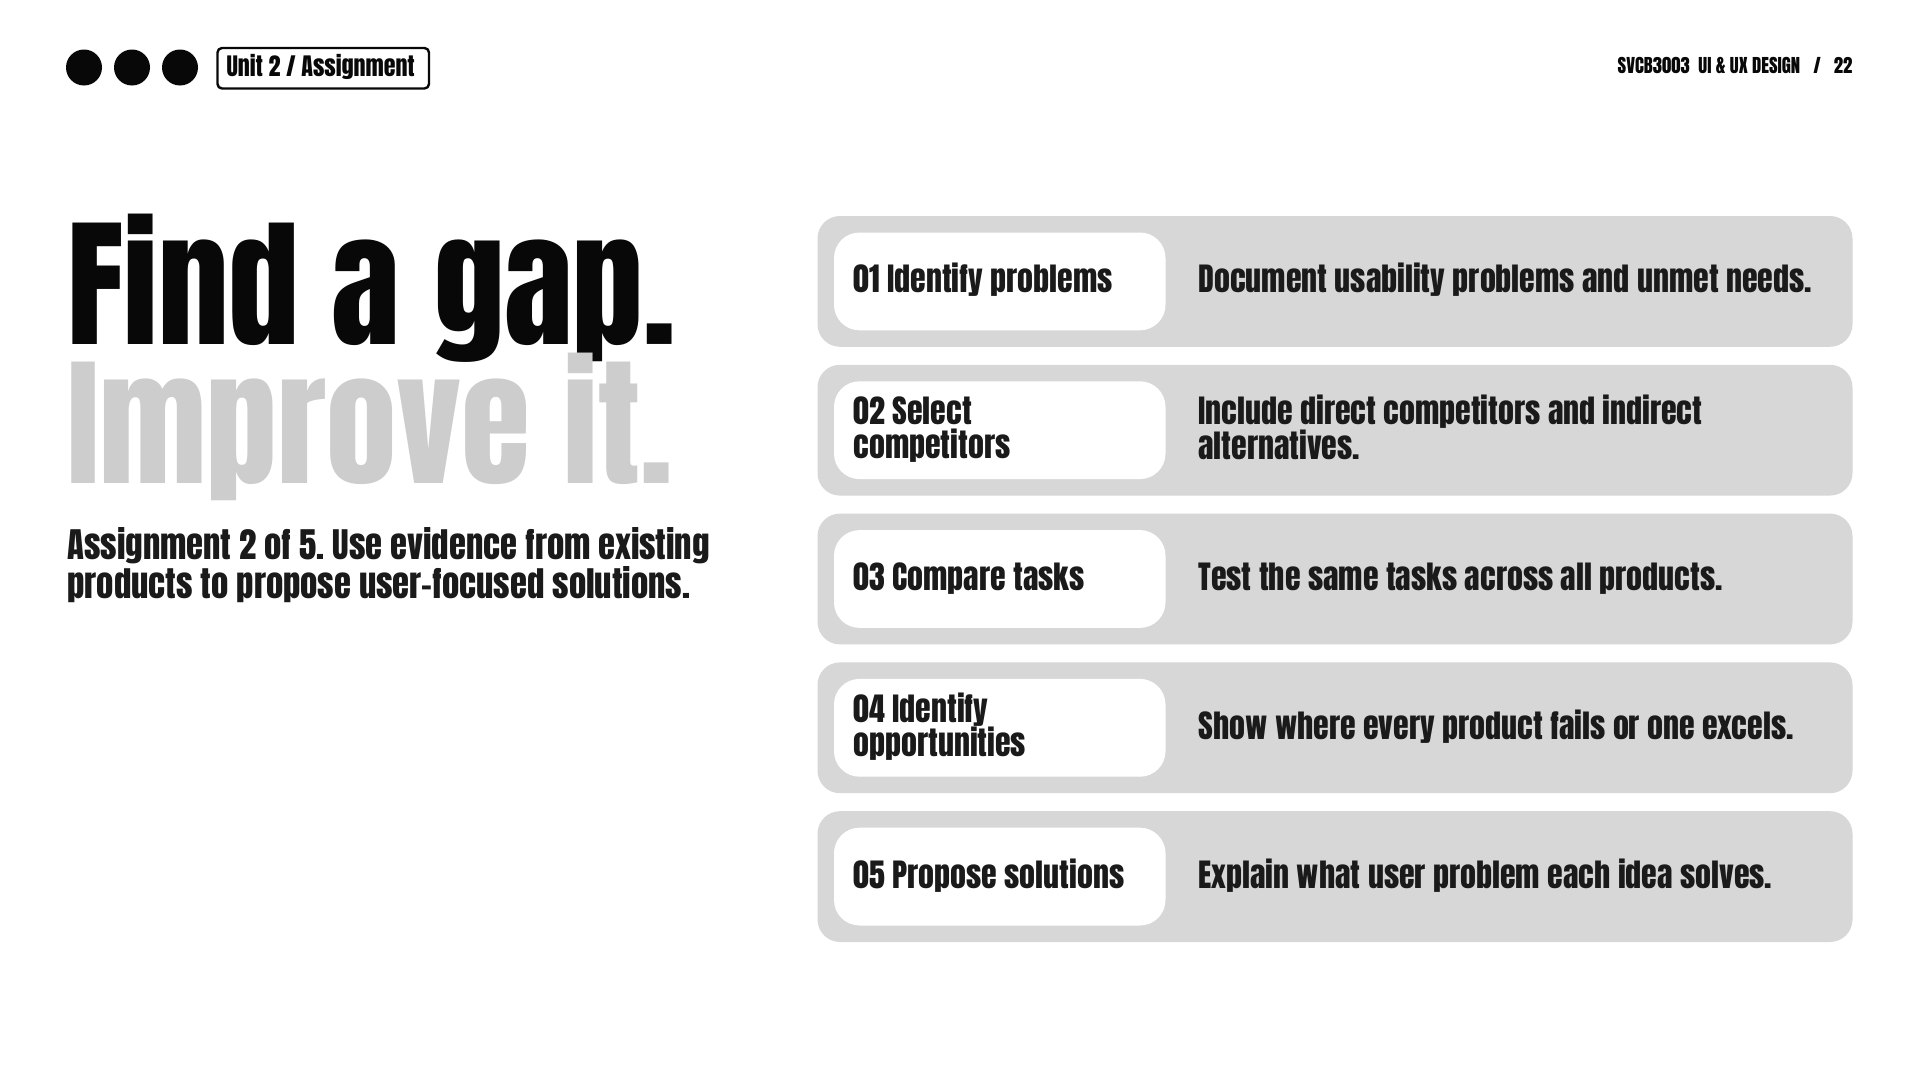 Unit 2 / Assignment
SVCB3003 UI & UX DESIGN / 22
Find a gap.
Improve it.
Assignment 2 of 5. Use evidence from existing
products to propose user-focused solutions.
01 Identify problems
Document usability problems and unmet needs.
02 Select
competitors
Include direct competitors and indirect
alternatives.
03 Compare tasks
Test the same tasks across all products.
04 Identify
opportunities
Show where every product fails or one excels.
05 Propose solutions
Explain what user problem each idea solves.